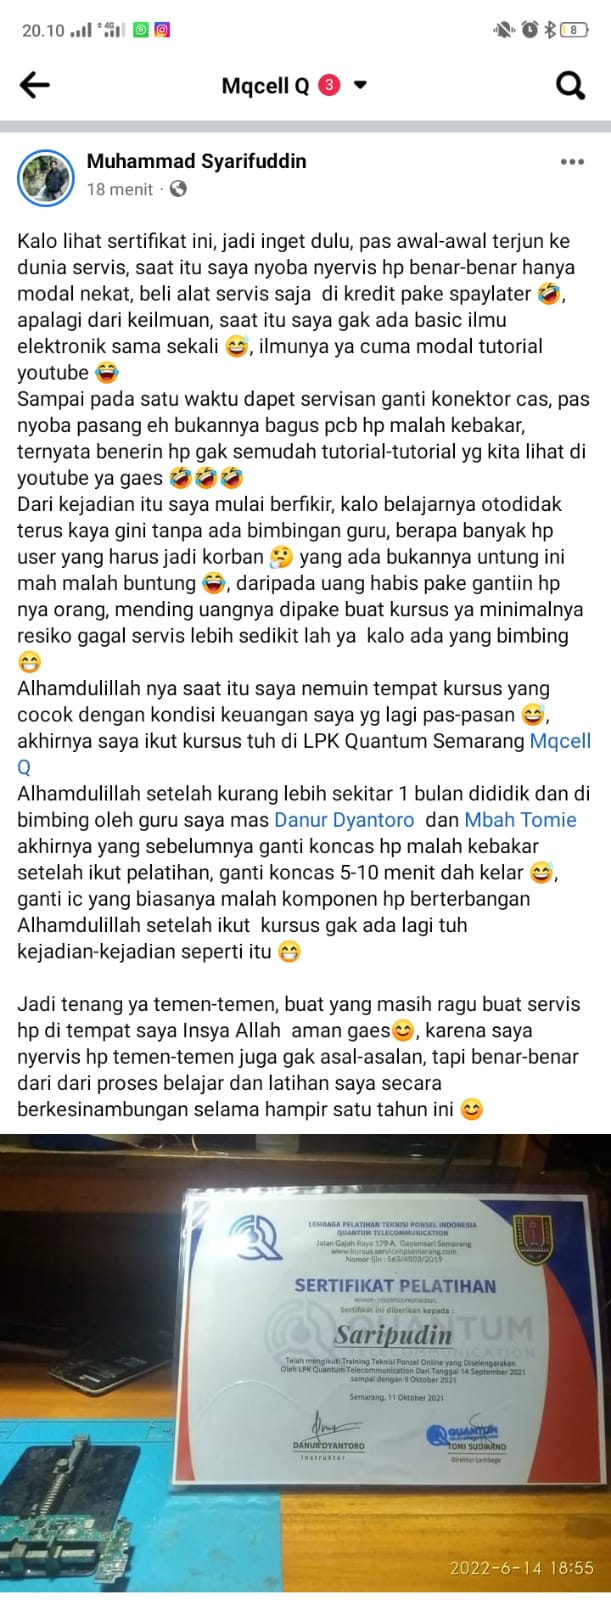 20.10
4G
8
Mqcell Q 3
Muhammad Syarifuddin
18 menit ·
Kalo lihat sertifikat ini, jadi inget dulu, pas awal-awal terjun ke
dunia servis, saat itu saya nyoba nyervis hp benar-benar hanya
modal nekat, beli alat servis saja di kredit pake spaylater 🤣,
apalagi dari keilmuan, saat itu saya gak ada basic ilmu
elektronik sama sekali 😅, ilmunya ya cuma modal tutorial
youtube 😂
Sampai pada satu waktu dapet servisan ganti konektor cas, pas
nyoba pasang eh bukannya bagus pcb hp malah kebakar,
ternyata benerin hp gak semudah tutorial-tutorial yg kita lihat di
youtube ya gaes 🤣🤣🤣
Dari kejadian itu saya mulai berfikir, kalo belajarnya otodidak
terus kaya gini tanpa ada bimbingan guru, berapa banyak hp
user yang harus jadi korban 🤔 yang ada bukannya untung ini
mah malah buntung 😂, daripada uang habis pake gantiin hp
nya orang, mending uangnya dipake buat kursus ya minimalnya
resiko gagal servis lebih sedikit lah ya kalo ada yang bimbing
😁
Alhamdulillah nya saat itu saya nemuin tempat kursus yang
cocok dengan kondisi keuangan saya yg lagi pas-pasan 😅,
akhirnya saya ikut kursus tuh di LPK Quantum Semarang Mqcell
Q
Alhamdulillah setelah kurang lebih sekitar 1 bulan dididik dan di
bimbing oleh guru saya mas Danur Dyantoro dan Mbah Tomie
akhirnya yang sebelumnya ganti koncas hp malah kebakar
setelah ikut pelatihan, ganti koncas 5-10 menit dah kelar 😅,
ganti ic yang biasanya malah komponen hp berterbangan
Alhamdulillah setelah ikut kursus gak ada lagi tuh
kejadian-kejadian seperti itu 😁
Jadi tenang ya temen-temen, buat yang masih ragu buat servis
hp di tempat saya Insya Allah aman gaes😊, karena saya
nyervis hp temen-temen juga gak asal-asalan, tapi benar-benar
dari dari proses belajar dan latihan saya secara
berkesinambungan selama hampir satu tahun ini 😊
LEMBAGA PELATIHAN TEKNISI PONSEL INDONESIA
QUANTUM TELECOMMUNICATION
Jalan Gajah Raya 179 A, Gayamsari Semarang
www.kursus.servicehpsemarang.com
Nomor Ijin : 563/4503/2019
SERTIFIKAT PELATIHAN
Sertifikat ini diberikan kepada :
Saripudin
QUANTUM
TELECOMMUNICATION
Telah mengikuti Training Teknisi Ponsel Online yang Diselengarakan
Oleh LPK Quantum Telecommunication Dari Tanggal 14 September 2021
sampai dengan 9 Oktober 2021
Semarang, 11 Oktober 2021
QUANTUM
DANUR DYANTORO
TOMI SUDIARNO
Instruktur
Direktur Lembaga
2022-6-14 18:55